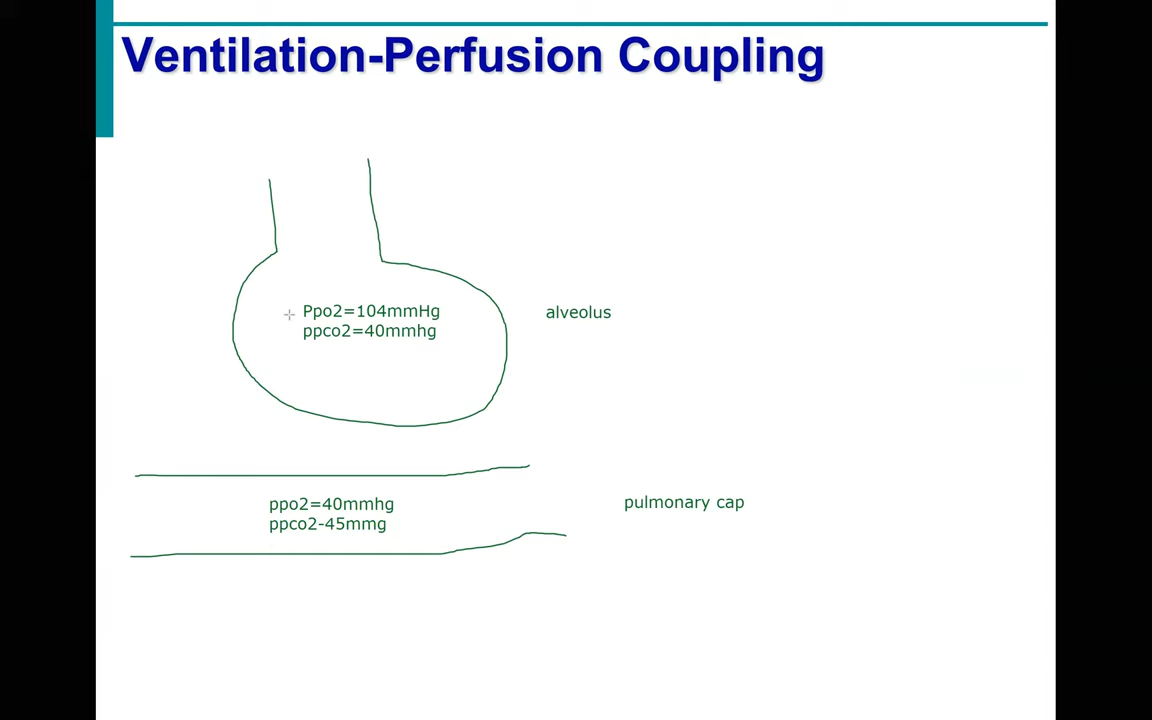 Ventilation-Perfusion Coupling
Ppo2=104mmHg
ppco2=40mmhg
alveolus
ppo2=40mmhg
ppco2-45mmg
pulmonary cap